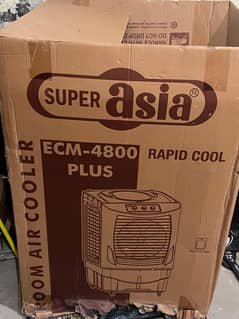 DO NOT DROP
SUPER asia®
ECM-4800
PLUS
RAPID COOL
ROOM AIR COOLER